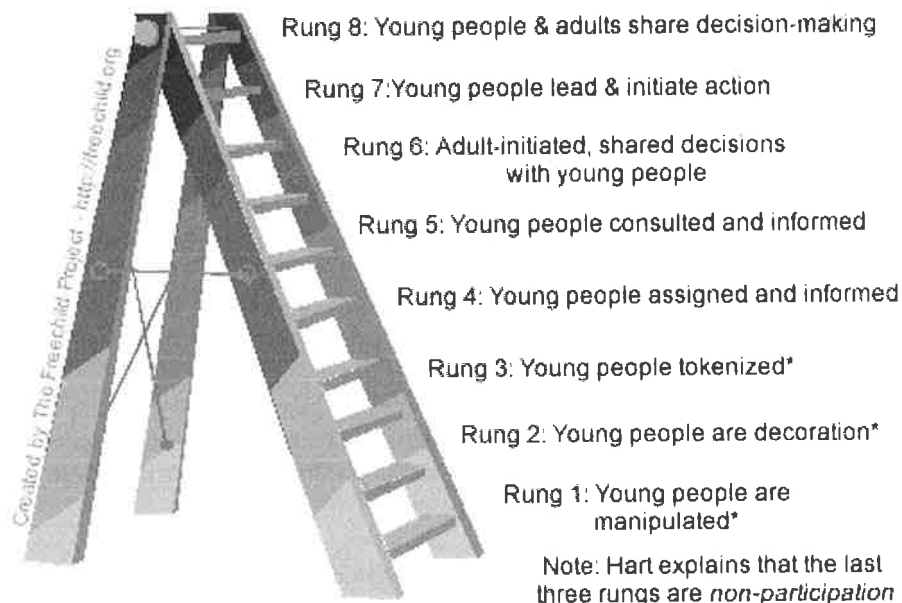 Rung 8: Young people & adults share decision-making
Rung 7:Young people lead & initiate action
Rung 6: Adult-initiated, shared decisions
with young people
Rung 5: Young people consulted and informed
Rung 4: Young people assigned and informed
Rung 3: Young people tokenized*
Rung 2: Young people are decoration*
Rung 1: Young people are
manipulated*
Note: Hart explains that the last
three rungs are non-participation
Created by The Freechild Project - http://freechild.org